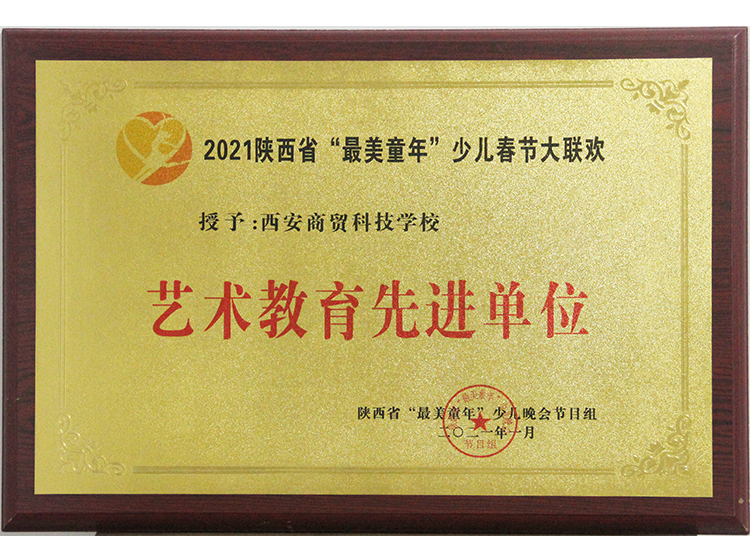 2021陕西省“最美童年”少儿春节大联欢
授予:西安商贸科技学校
艺术教育先进单位
陕西省“最美童年”少儿晚会节目组
二〇二一年一月
节目组